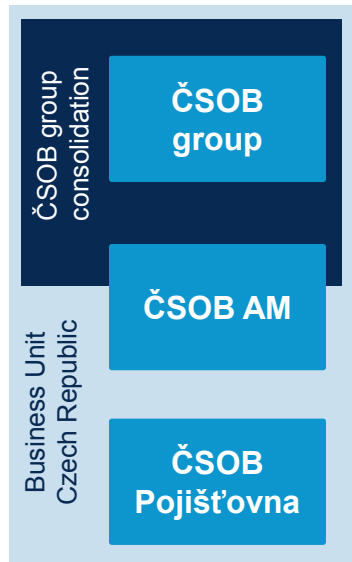 ČSOB group
consolidation
ČSOB
group
ČSOB AM
Business Unit
Czech Republic
ČSOB
Pojišťovna